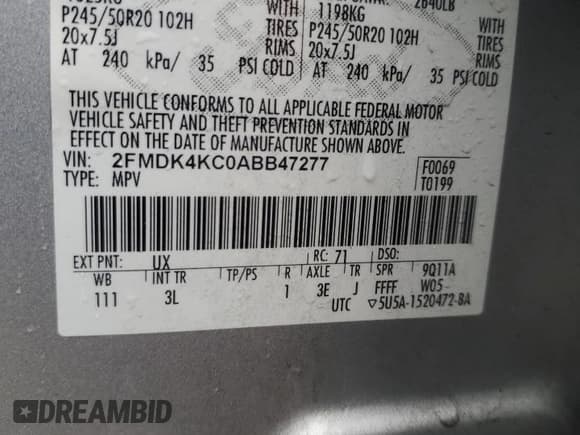 WITH
1198KG
P245/50R20 102H TIRES P245/50R20 102H TIRES
20x7.5J RIMS 20x7.5J RIMS
AT 240 kPa/ 35 PSI COLD AT 240 kPa/ 35 PSI COLD
THIS VEHICLE CONFORMS TO ALL APPLICABLE FEDERAL MOTOR
VEHICLE SAFETY AND THEFT PREVENTION STANDARDS IN
EFFECT ON THE DATE OF MANUFACTURE SHOWN ABOVE.
VIN: 2FMDK4KC0ABB47277
TYPE: MPV
F0069
T0199
EXT PNT: UX RC: 71 DSO:
WB INT TR TP/PS R AXLE TR SPR 9Q11A
111 3L 1 3E J FFFF W05
UTC ▽5U5A-1520472-BA
DREAMBID